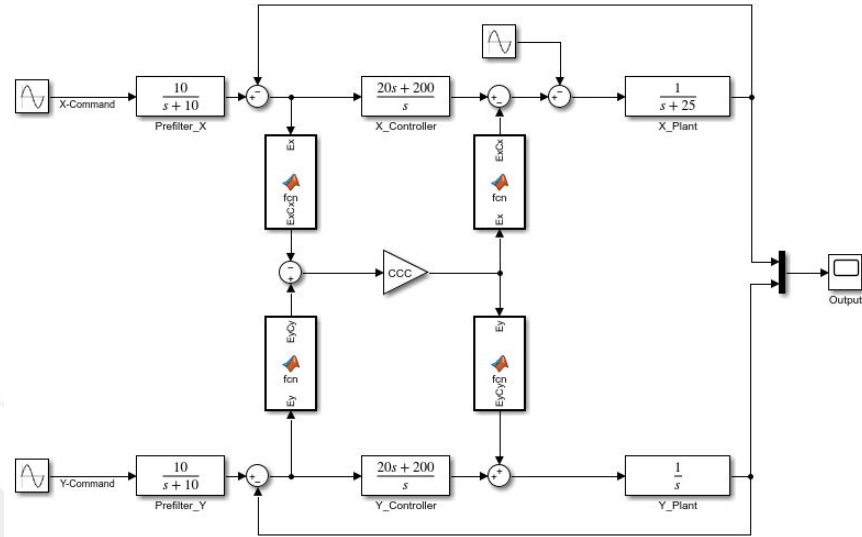 X-Command
10
s + 10
Prefilter_X
+
−
20s + 200
s
X_Controller
+
−
+
−
1
s + 25
X_Plant
Ex
fcn
ExCx
ExCx
fcn
Ex
−
+
CCC
Output
EyCy
fcn
Ey
Ey
fcn
EyCy
Y-Command
10
s + 10
Prefilter_Y
+
−
20s + 200
s
Y_Controller
+
+
1
s
Y_Plant